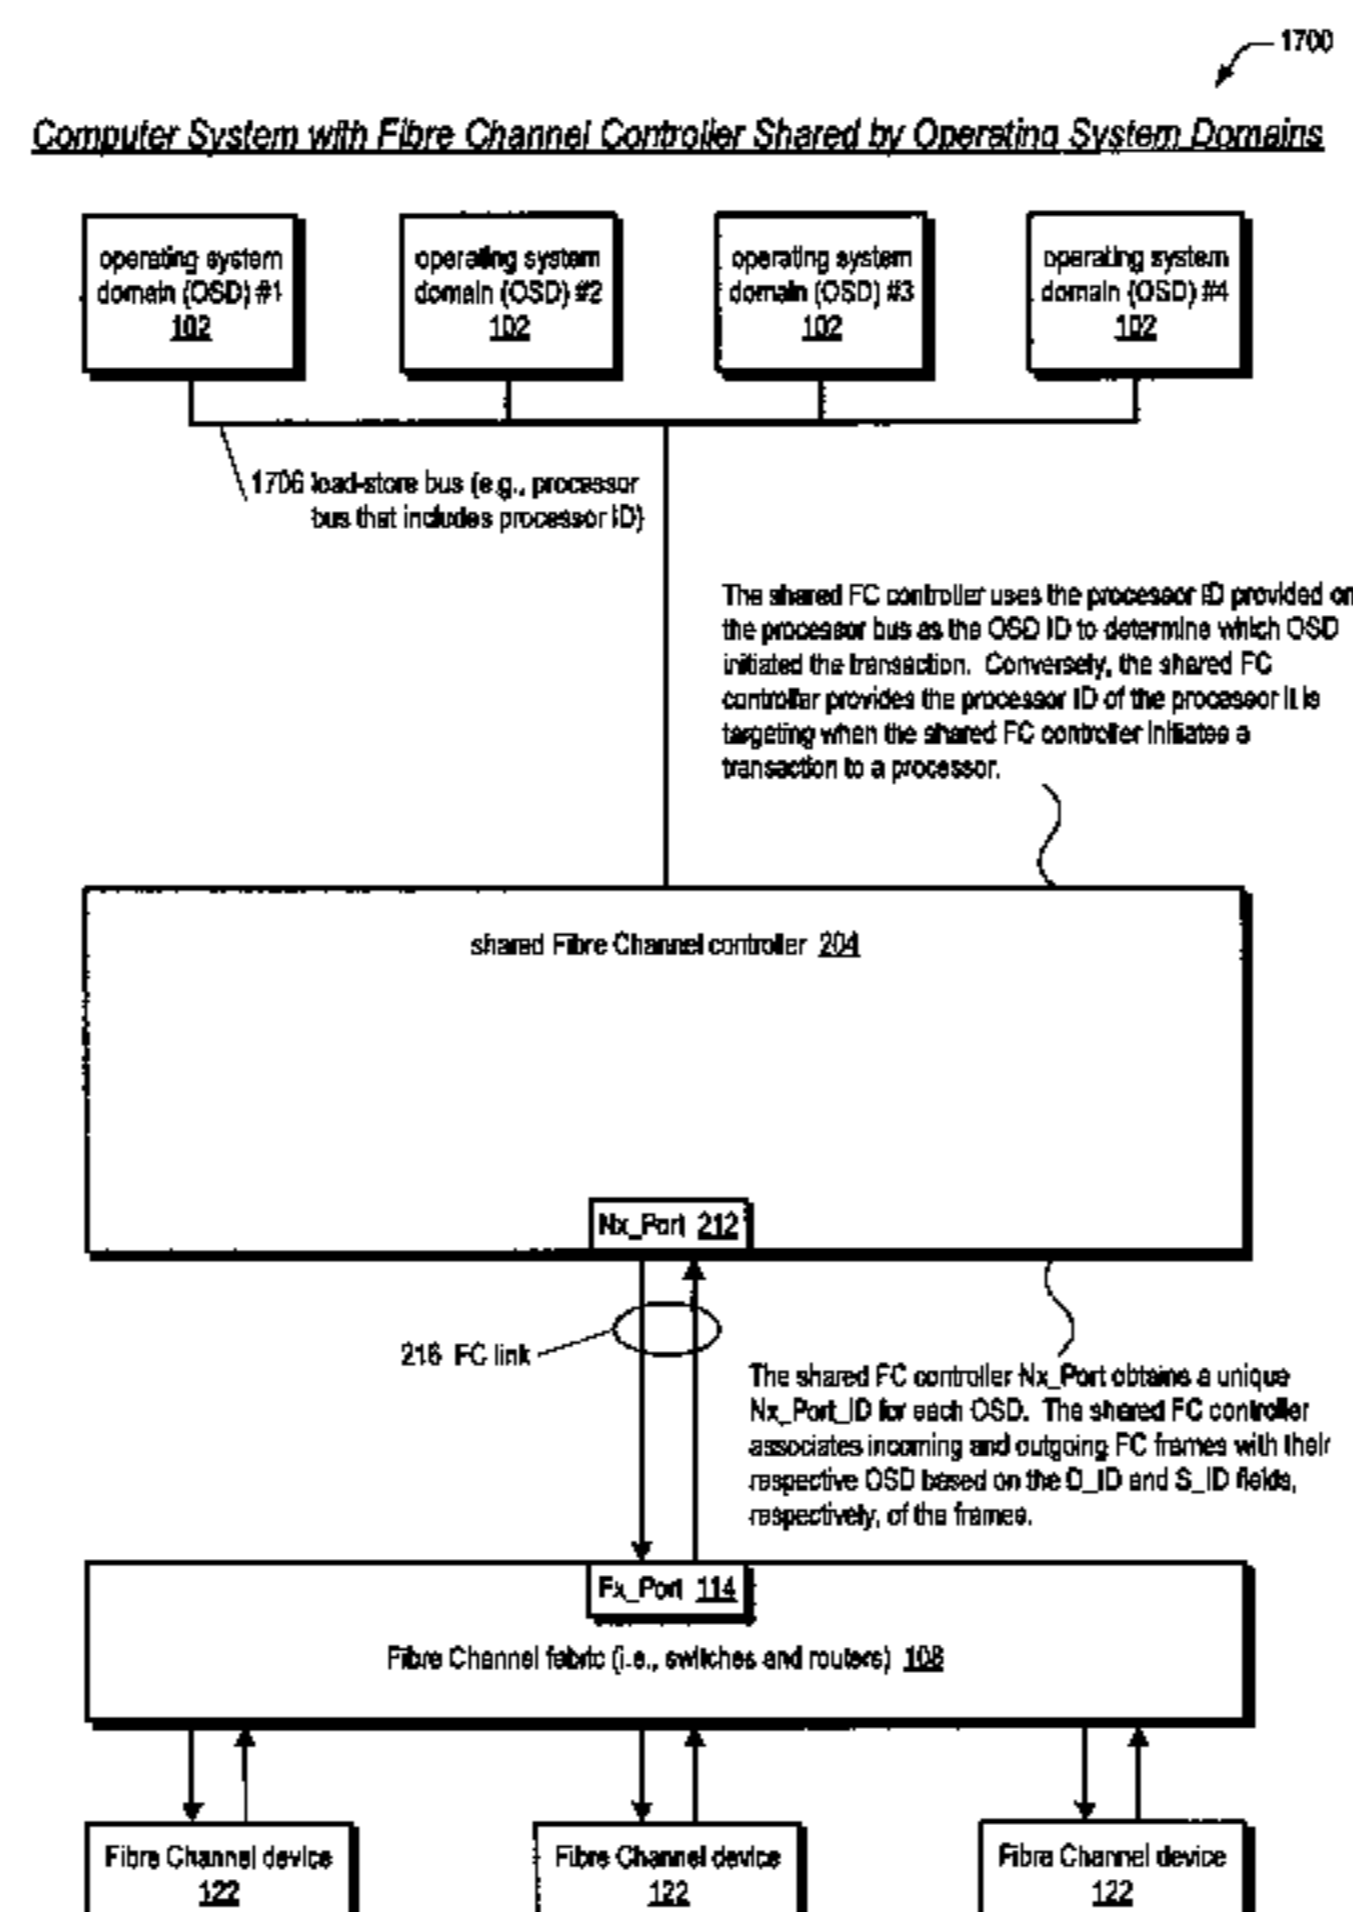 1700
Computer System with Fibre Channel Controller Shared by Operating System Domains
operating system
domain (OSD) #1
102
operating system
domain (OSD) #2
102
operating system
domain (OSD) #3
102
operating system
domain (OSD) #4
102
1706 load-store bus (e.g., processor
bus that includes processor ID)
The shared FC controller uses the processor ID provided on
the processor bus as the OSD ID to determine which OSD
initiated the transaction. Conversely, the shared FC
controller provides the processor ID of the processor it is
targeting when the shared FC controller initiates a
transaction to a processor.
shared Fibre Channel controller 204
Nx_Port 212
216 FC link
The shared FC controller Nx_Port obtains a unique
Nx_Port_ID for each OSD. The shared FC controller
associates incoming and outgoing FC frames with their
respective OSD based on the D_ID and S_ID fields,
respectively, of the frames.
Fx_Port 114
Fibre Channel fabric (i.e., switches and routers) 108
Fibre Channel device
122
Fibre Channel device
122
Fibre Channel device
122